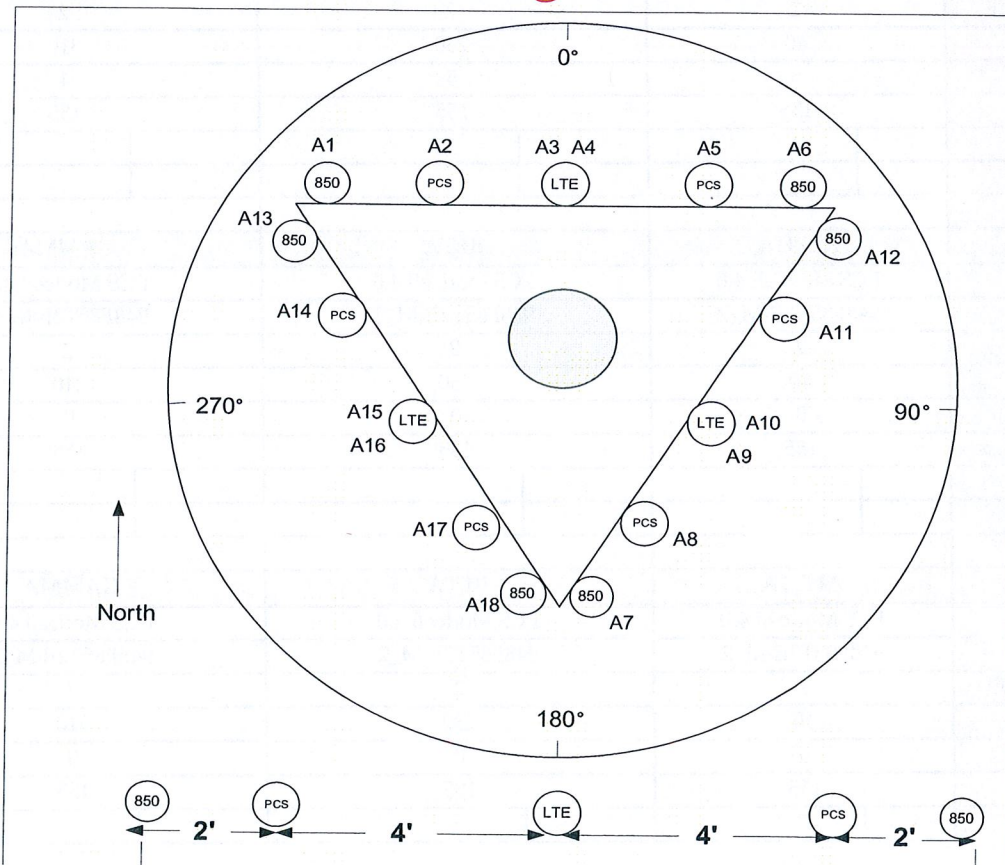 0°
A1 A2 A3 A4 A5 A6
850 PCS LTE PCS 850
A13 850 850 A12
A14 PCS PCS A11
270° 90°
A15 LTE LTE A10
A16 A9
A17 PCS PCS A8
North A18 850 850 A7
180°
850 PCS LTE PCS 850
2' 4' 4' 2'